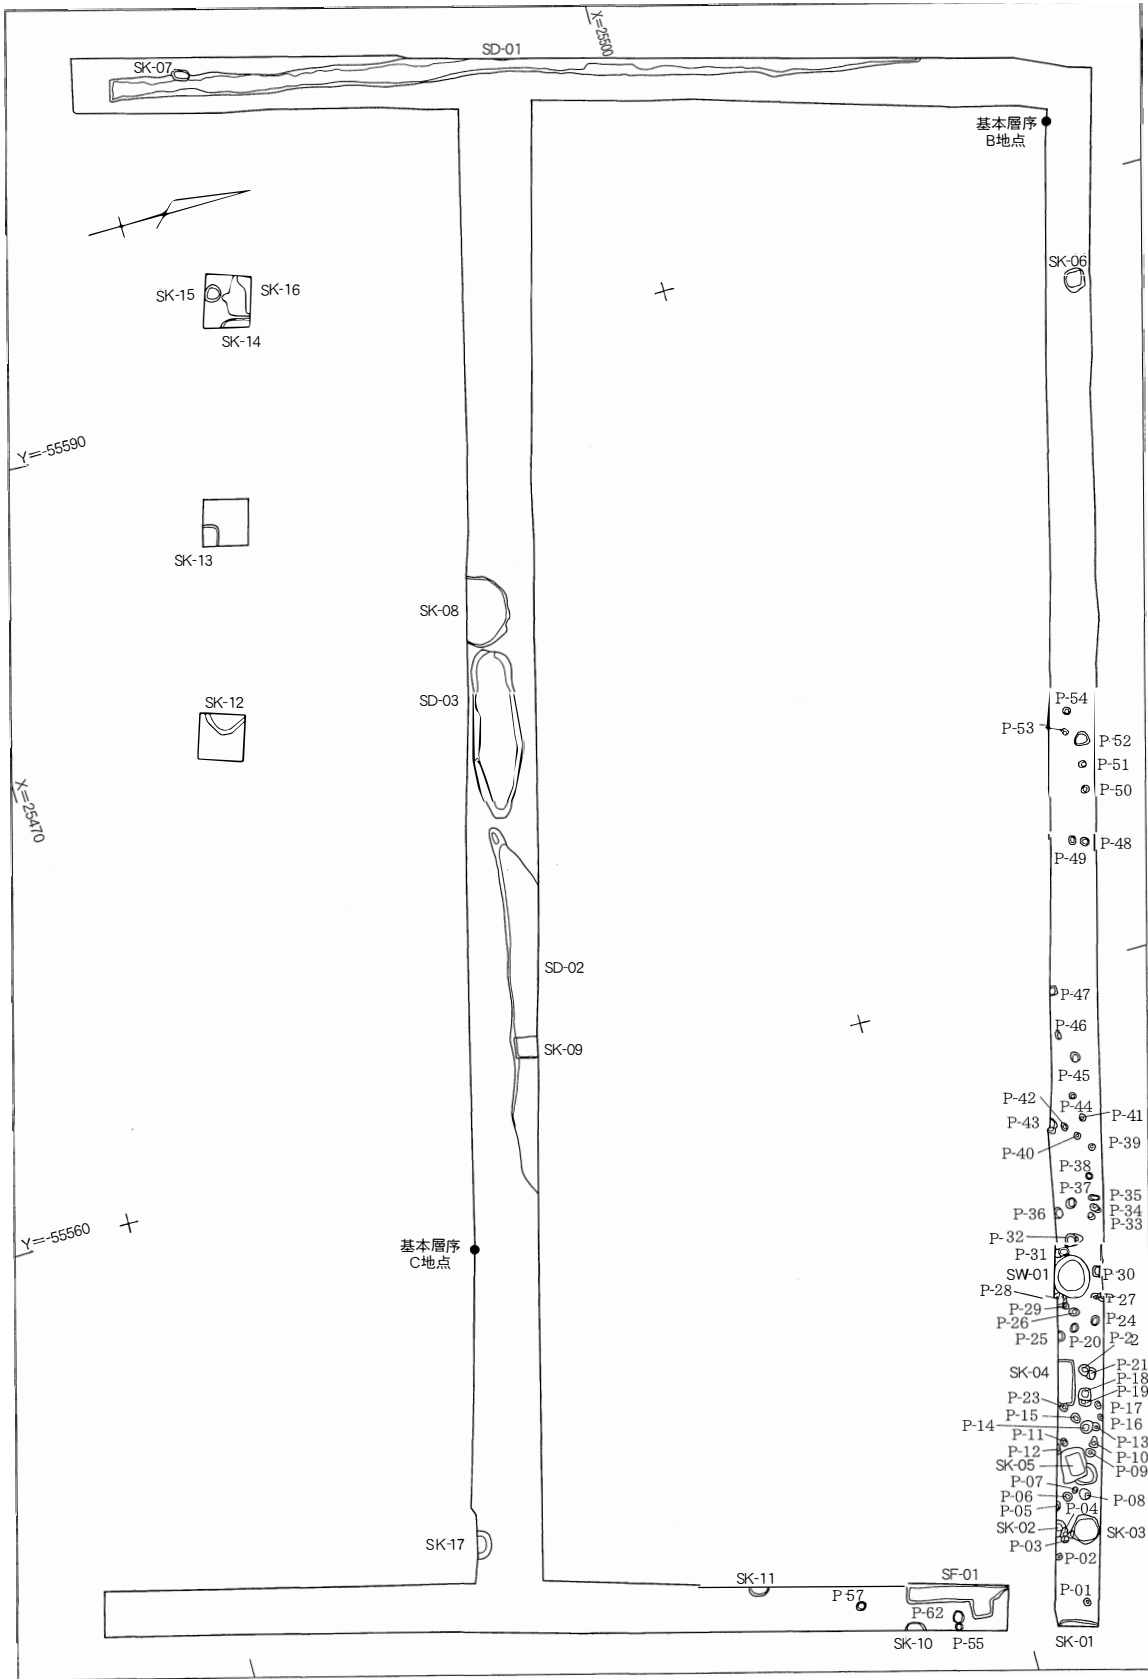 X=25500
SD-01
SK-07
基本層序
B地点
SK-06
SK-15
SK-16
SK-14
Y=-55590
SK-13
SK-08
SK-12
SD-03
P-54
P-53
P-52
P-51
P-50
X=25470
P-48
P-49
SD-02
P-47
P-46
SK-09
P-45
P-42
P-44
P-41
P-43
P-40
P-39
P-38
P-37
P-35
P-34
P-36
P-33
Y=-55560
P-32
基本層序
C地点
P-31
SW-01
P-30
P-28
P-27
P-29
P-26
P-24
P-25
P-20
P-22
P-21
SK-04
P-18
P-19
P-23
P-17
P-15
P-16
P-14
P-11
P-13
P-12
P-10
SK-05
P-09
P-07
P-06
P-08
P-05
P-04
SK-02
SK-03
P-03
SK-17
P-02
SK-11
SF-01
P-57
P-01
P-62
SK-10
P-55
SK-01